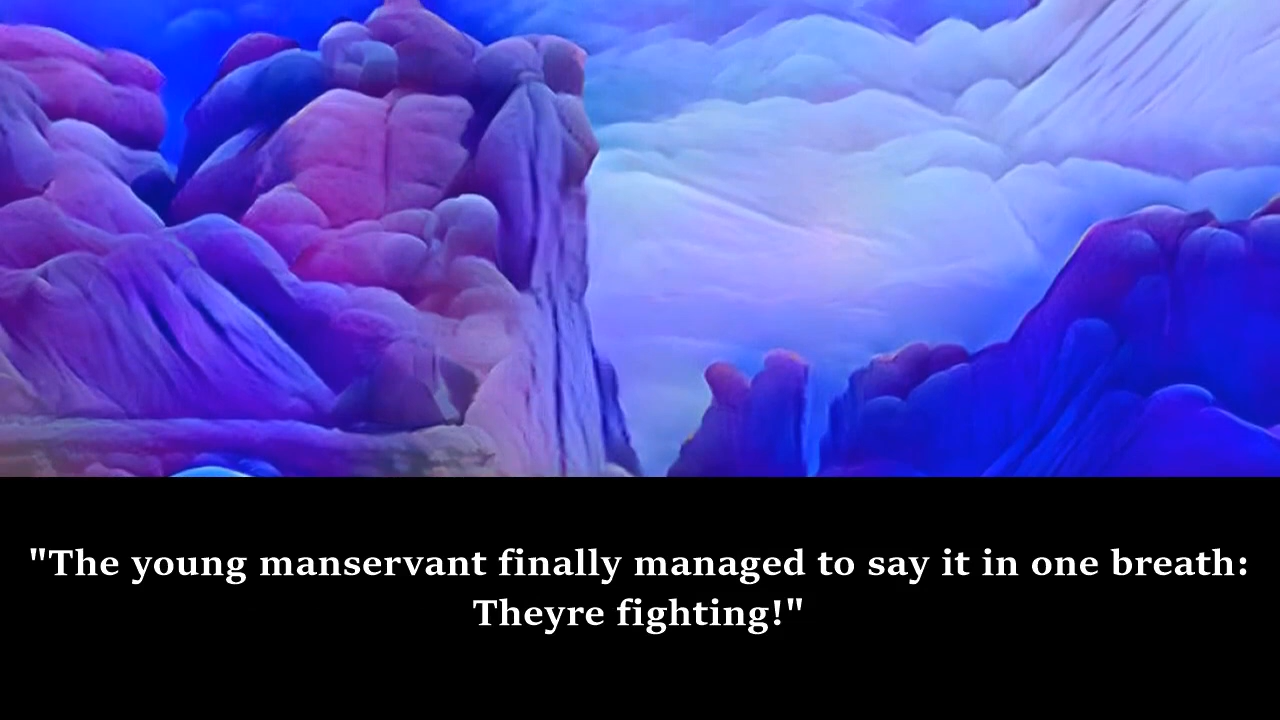 "The young manservant finally managed to say it in one breath:
Theyre fighting!"